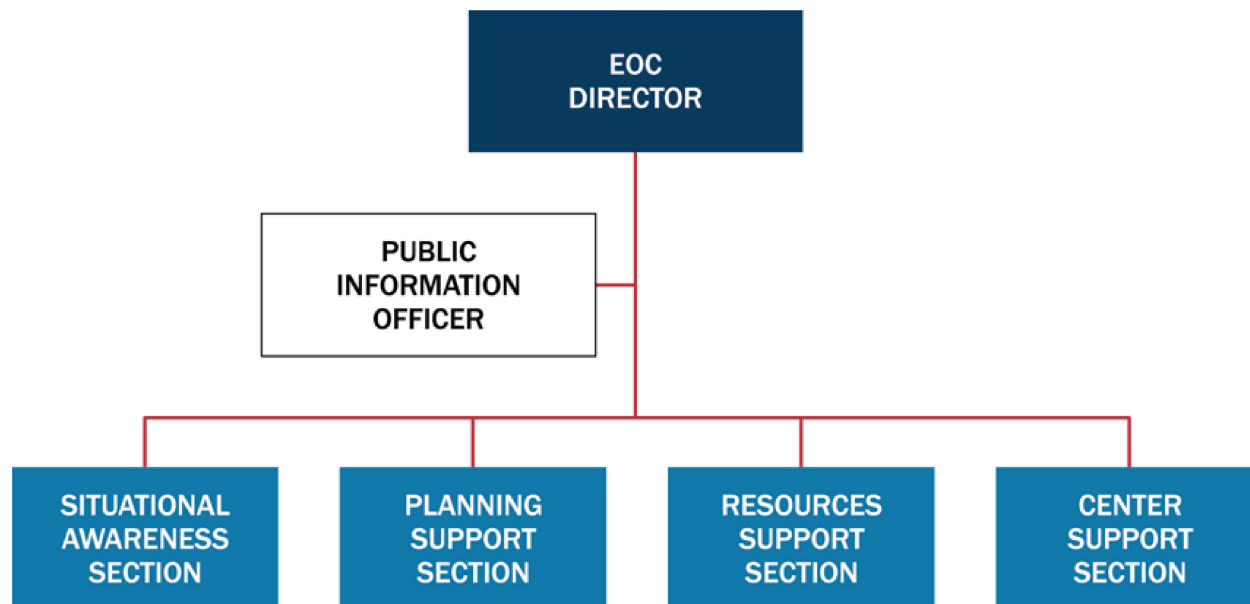 EOC
DIRECTOR
PUBLIC
INFORMATION
OFFICER
SITUATIONAL
AWARENESS
SECTION
PLANNING
SUPPORT
SECTION
RESOURCES
SUPPORT
SECTION
CENTER
SUPPORT
SECTION